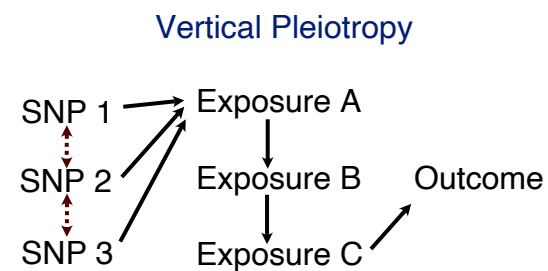 Vertical Pleiotropy
SNP 1
Exposure A
SNP 2
Exposure B
Outcome
SNP 3
Exposure C